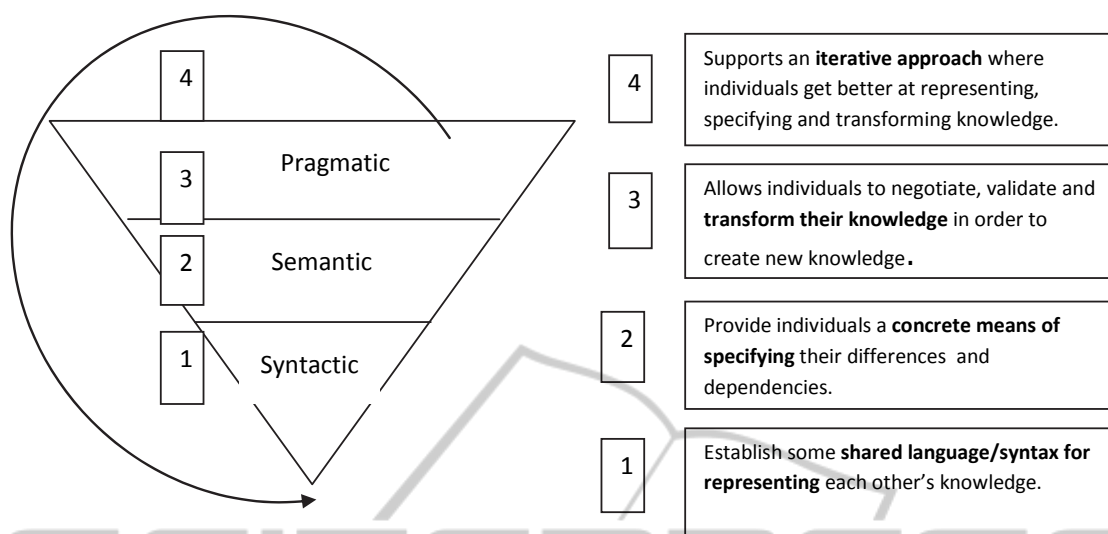 4
Pragmatic
3
2
Semantic
1
Syntactic
4
Supports an iterative approach where
individuals get better at representing,
specifying and transforming knowledge.
3
Allows individuals to negotiate, validate and
transform their knowledge in order to
create new knowledge.
2
Provide individuals a concrete means of
specifying their differences and
dependencies.
1
Establish some shared language/syntax for
representing each other’s knowledge.